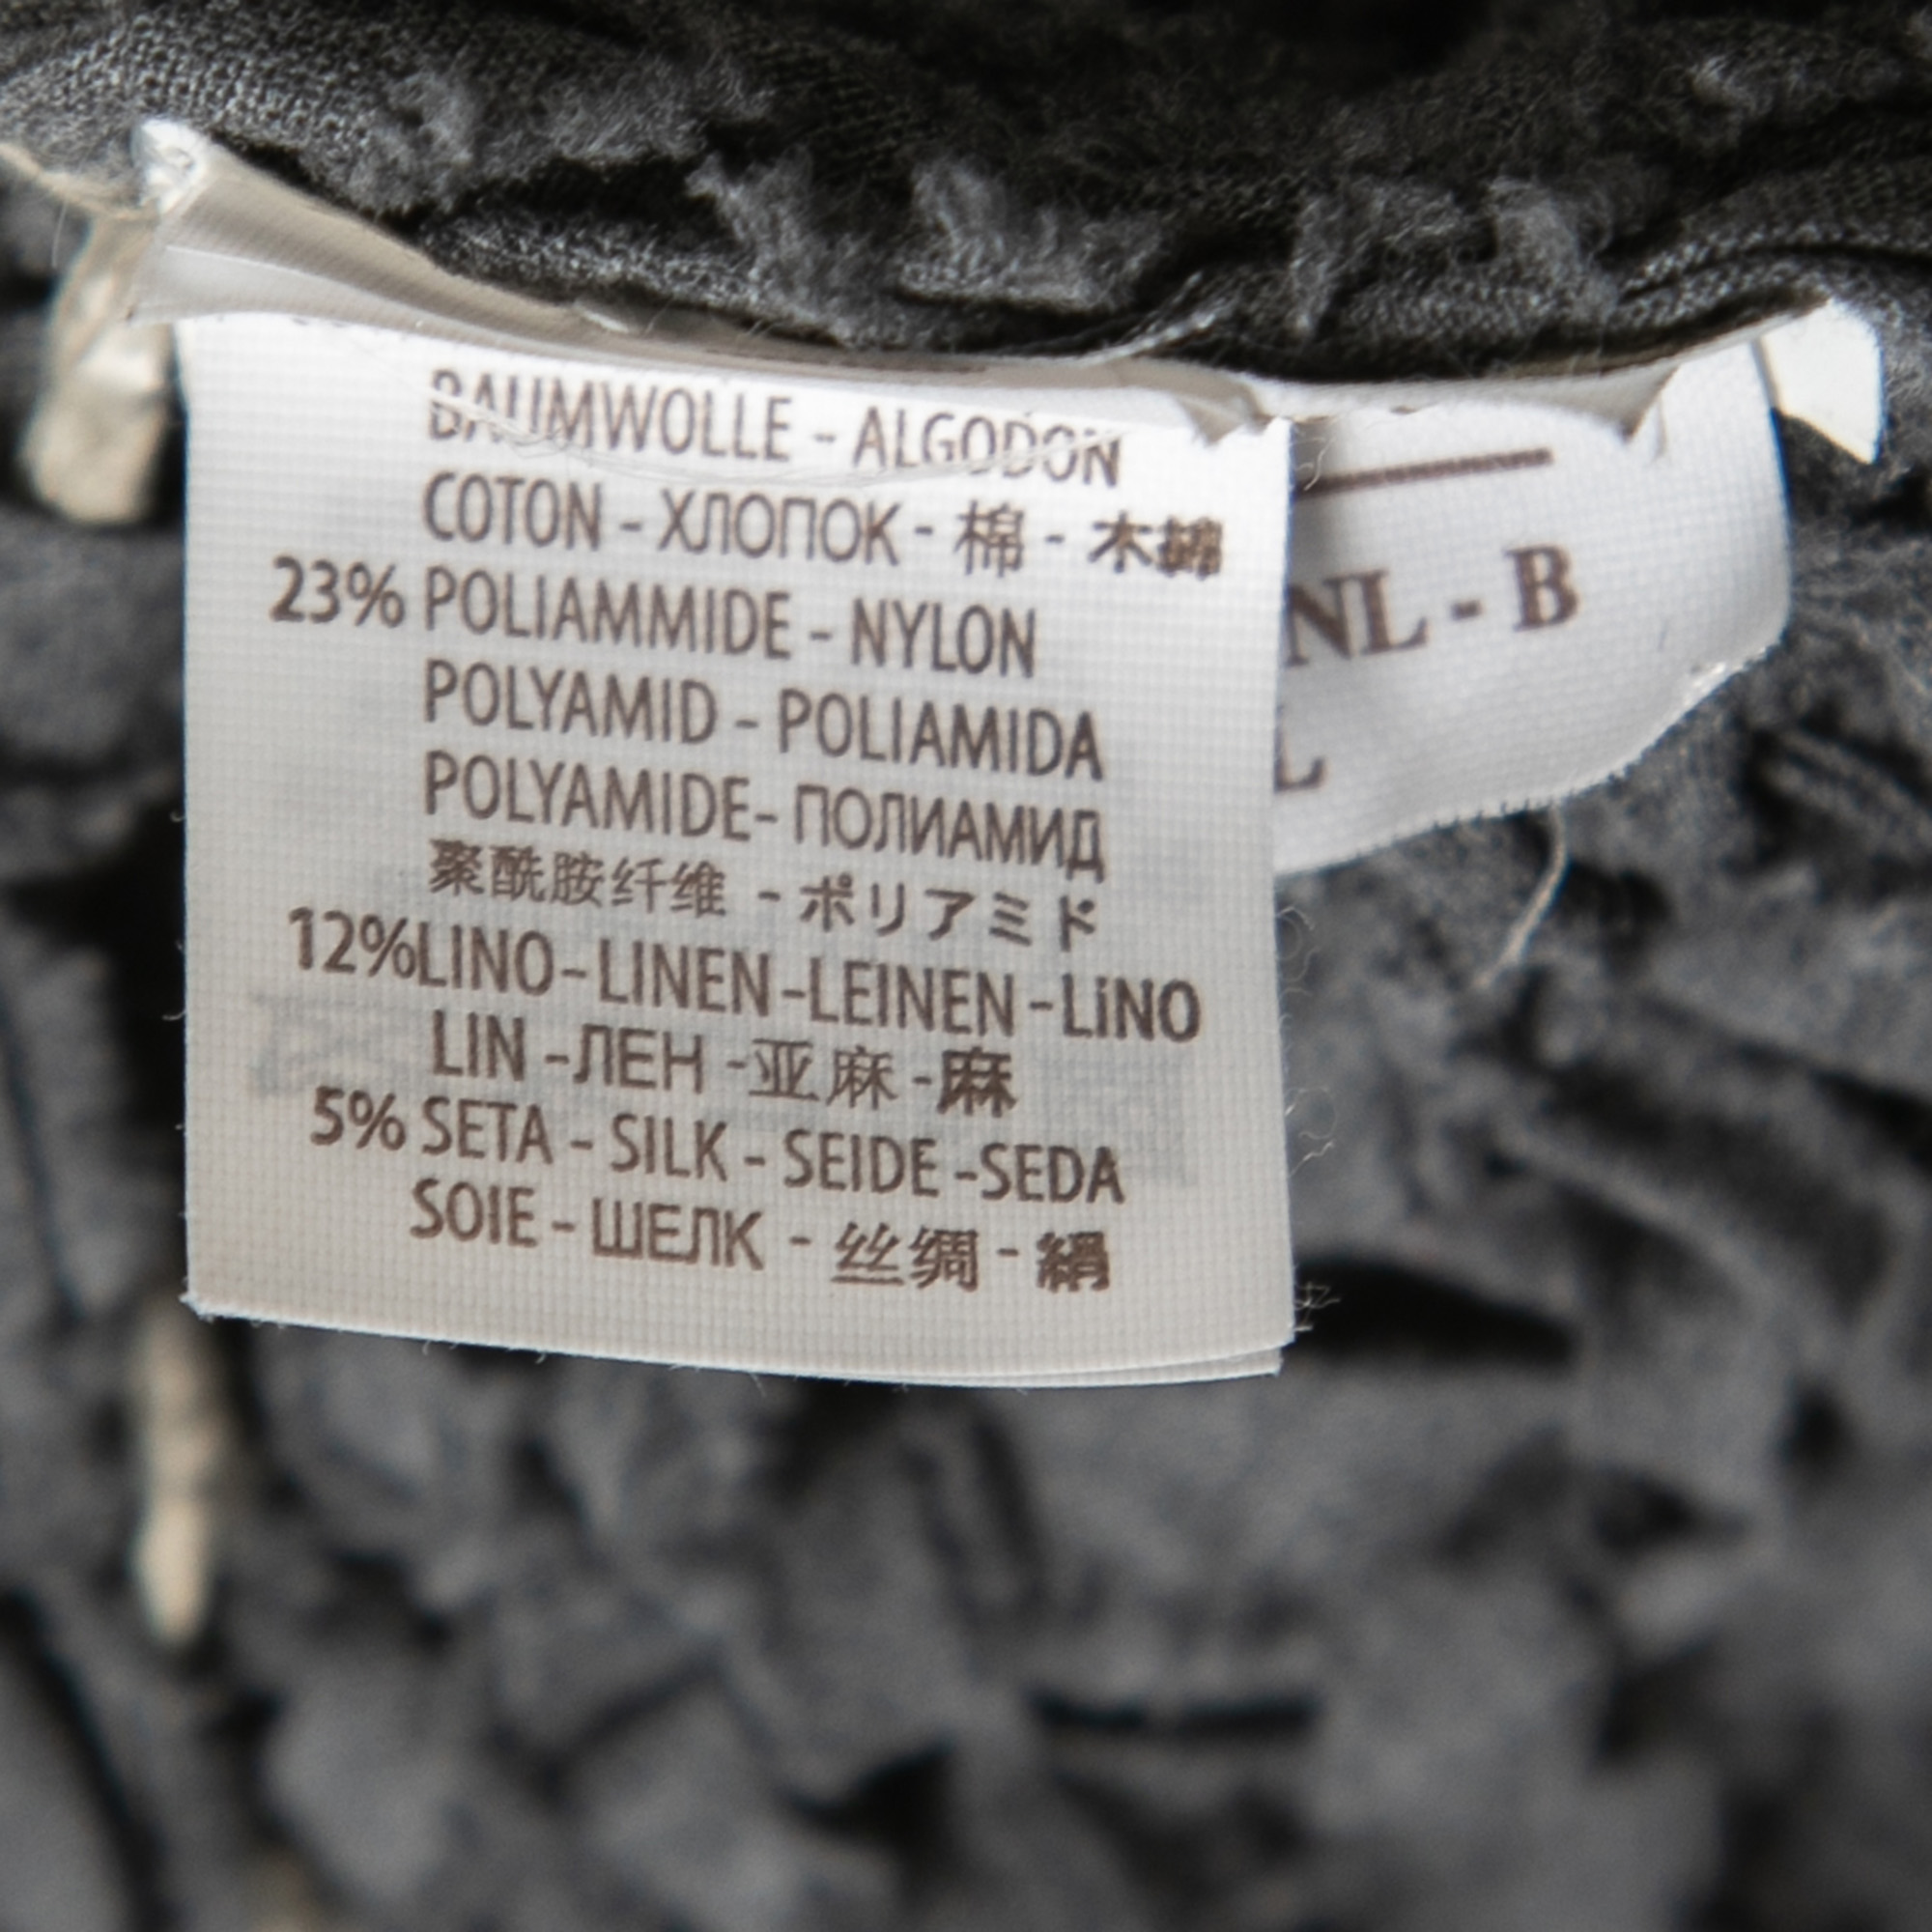 BAUMWOLLE - ALGODON
COTON - ХЛОПОК - 棉 - 木綿
23% POLIAMMIDE - NYLON
POLYAMID - POLIAMIDA
POLYAMIDE- ПОЛИАМИД
聚酰胺纤维 - ポリアミド
12%LINO-LINEN-LEINEN-LiNO
LIN -ЛЕН -亚麻 -麻
5% SETA - SILK - SEIDE -SEDA
SOIE - ШЕЛК - 丝绸 - 絹
NL - B
L